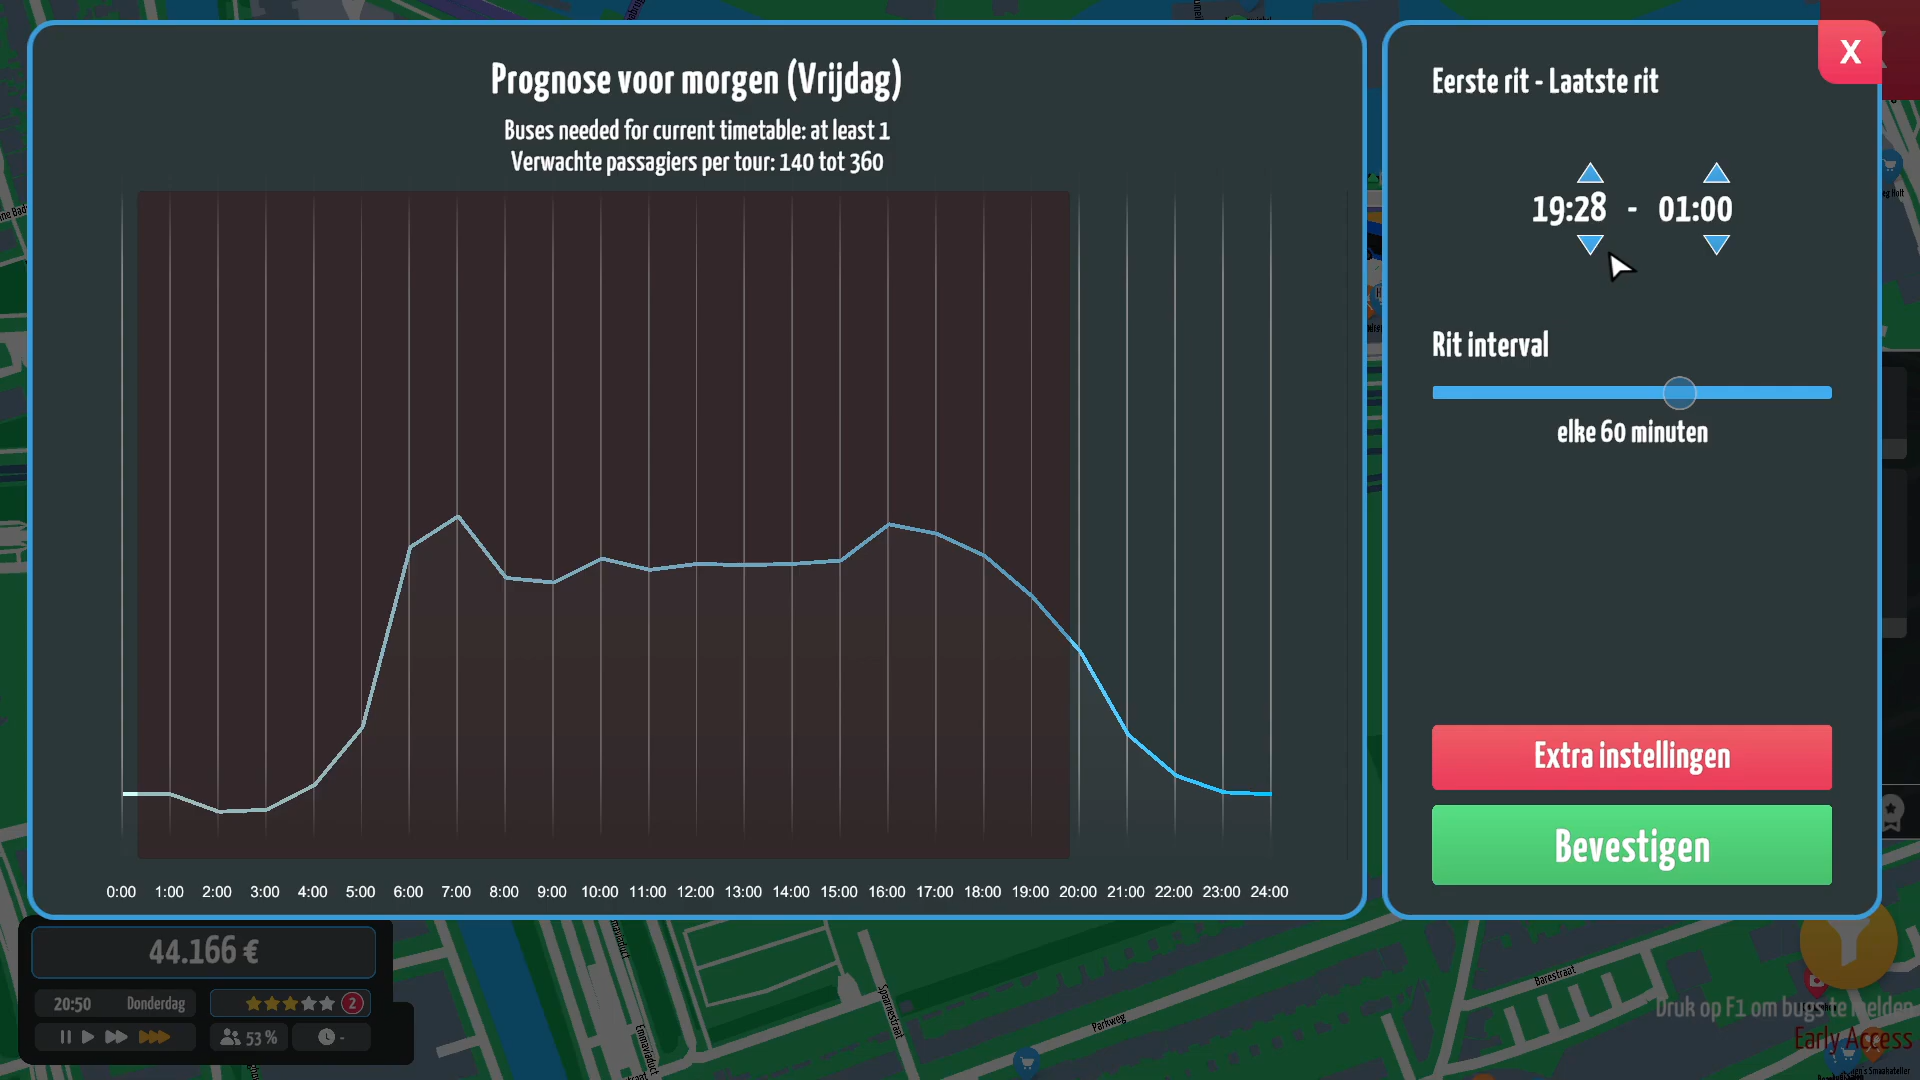 Prognose voor morgen (Vrijdag)
Buses needed for current timetable: at least 1
Verwachte passagiers per tour: 140 tot 360
0:00 1:00 2:00 3:00 4:00 5:00 6:00 7:00 8:00 9:00 10:00 11:00 12:00 13:00 14:00 15:00 16:00 17:00 18:00 19:00 20:00 21:00 22:00 23:00 24:00
X
Eerste rit - Laatste rit
19:28 - 01:00
Rit interval
elke 60 minuten
Extra instellingen
Bevestigen
44.166 €
20:50 Donderdag
2
53 %
-
Emmaviaduct
Spaarnestraat
Parkweg
Barestraat
Druk op F1 om bugs te melden
Early Access